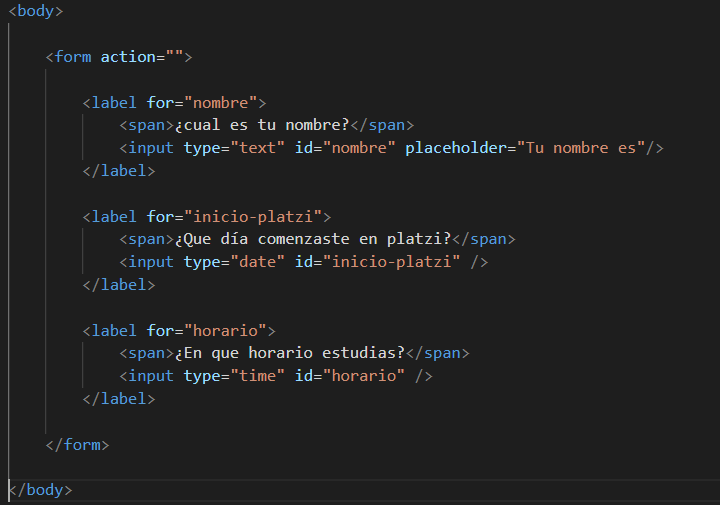 <body>
<form action="">
<label for="nombre">
<span>¿cual es tu nombre?</span>
<input type="text" id="nombre" placeholder="Tu nombre es"/>
</label>
<label for="inicio-platzi">
<span>¿Que día comenzaste en platzi?</span>
<input type="date" id="inicio-platzi" />
</label>
<label for="horario">
<span>¿En que horario estudias?</span>
<input type="time" id="horario" />
</label>
</form>
</body>